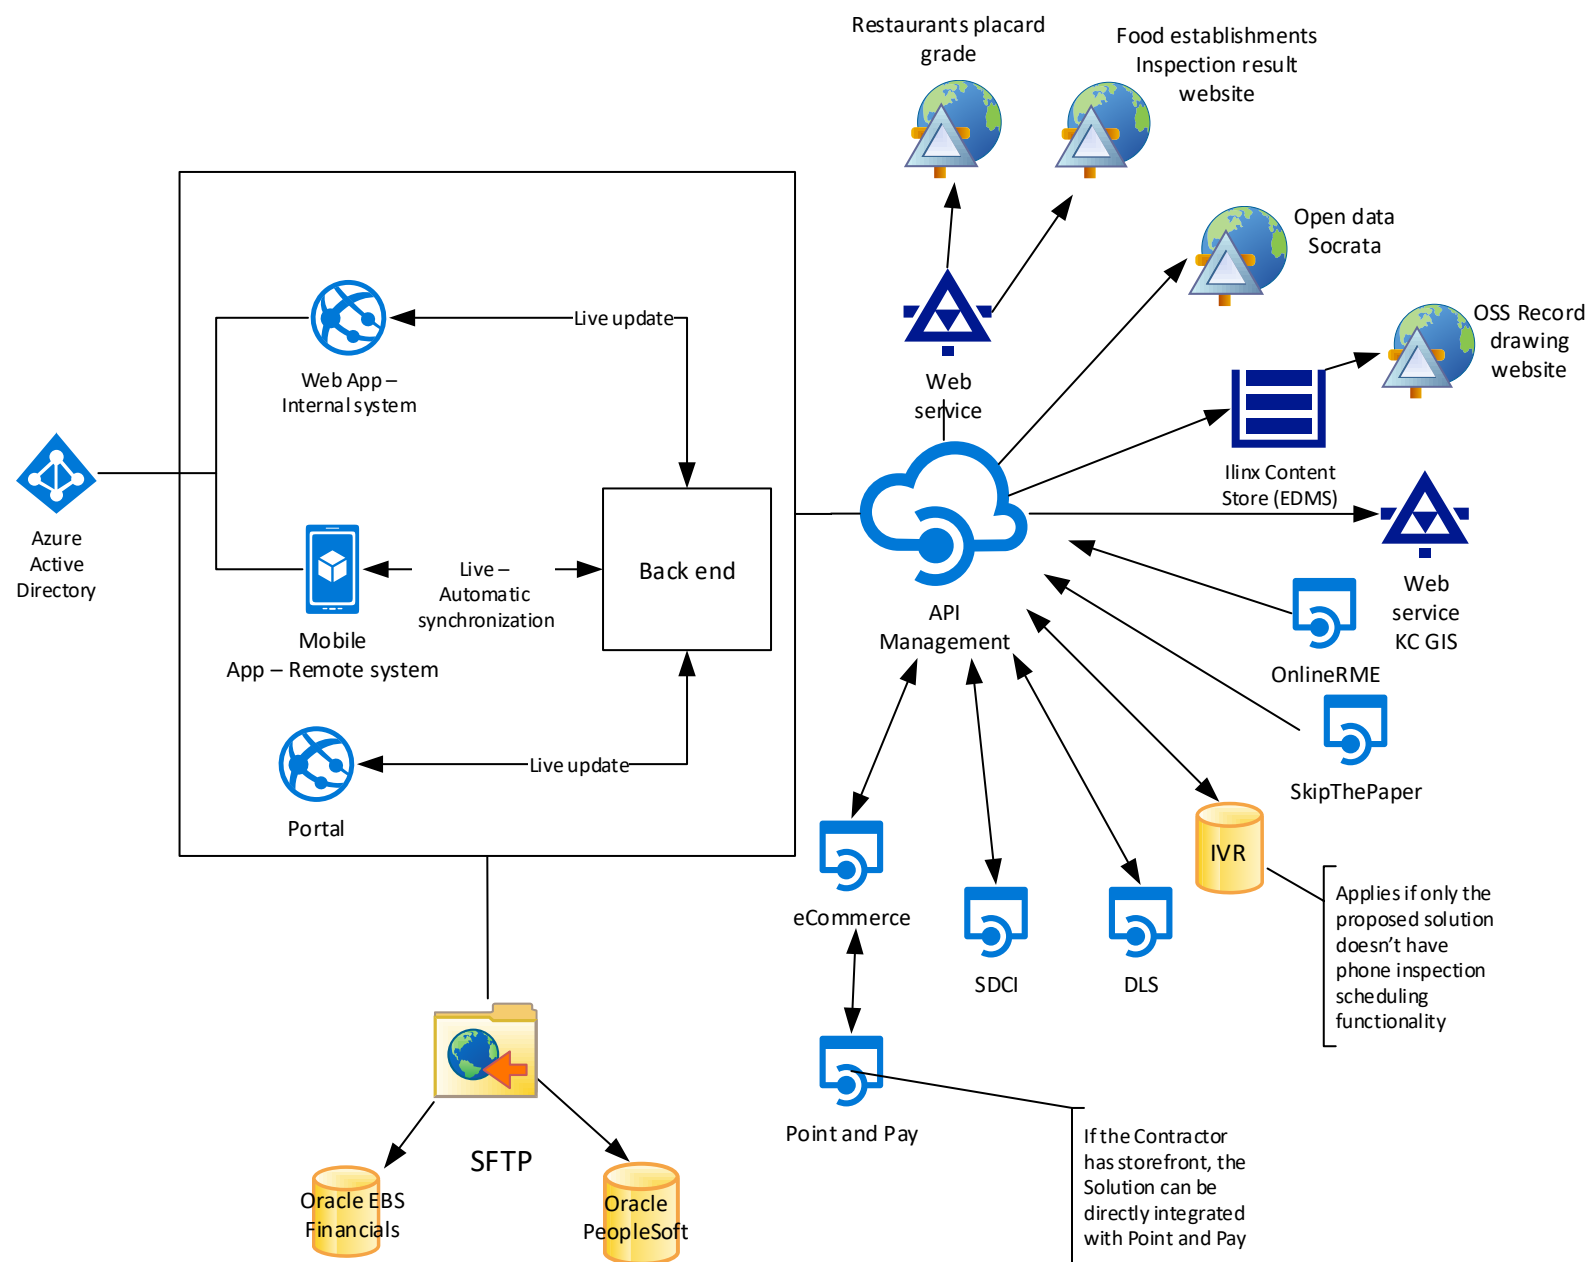 Restaurants placard
grade
Food establishments
Inspection result
website
Open data
Socrata
OSS Record
drawing
website
Live update
Web App –
Internal system
Web
service
Ilinx Content
Store (EDMS)
Azure
Active
Directory
Live –
Automatic
synchronization
Back end
Mobile
App – Remote system
API
Management
Web
service
KC GIS
OnlineRME
SkipThePaper
Live update
Portal
IVR
Applies if only the
proposed solution
doesn't have
phone inspection
scheduling
functionality
eCommerce
SDCI
DLS
Point and Pay
If the Contractor
has storefront, the
Solution can be
directly integrated
with Point and Pay
SFTP
Oracle EBS
Financials
Oracle
PeopleSoft